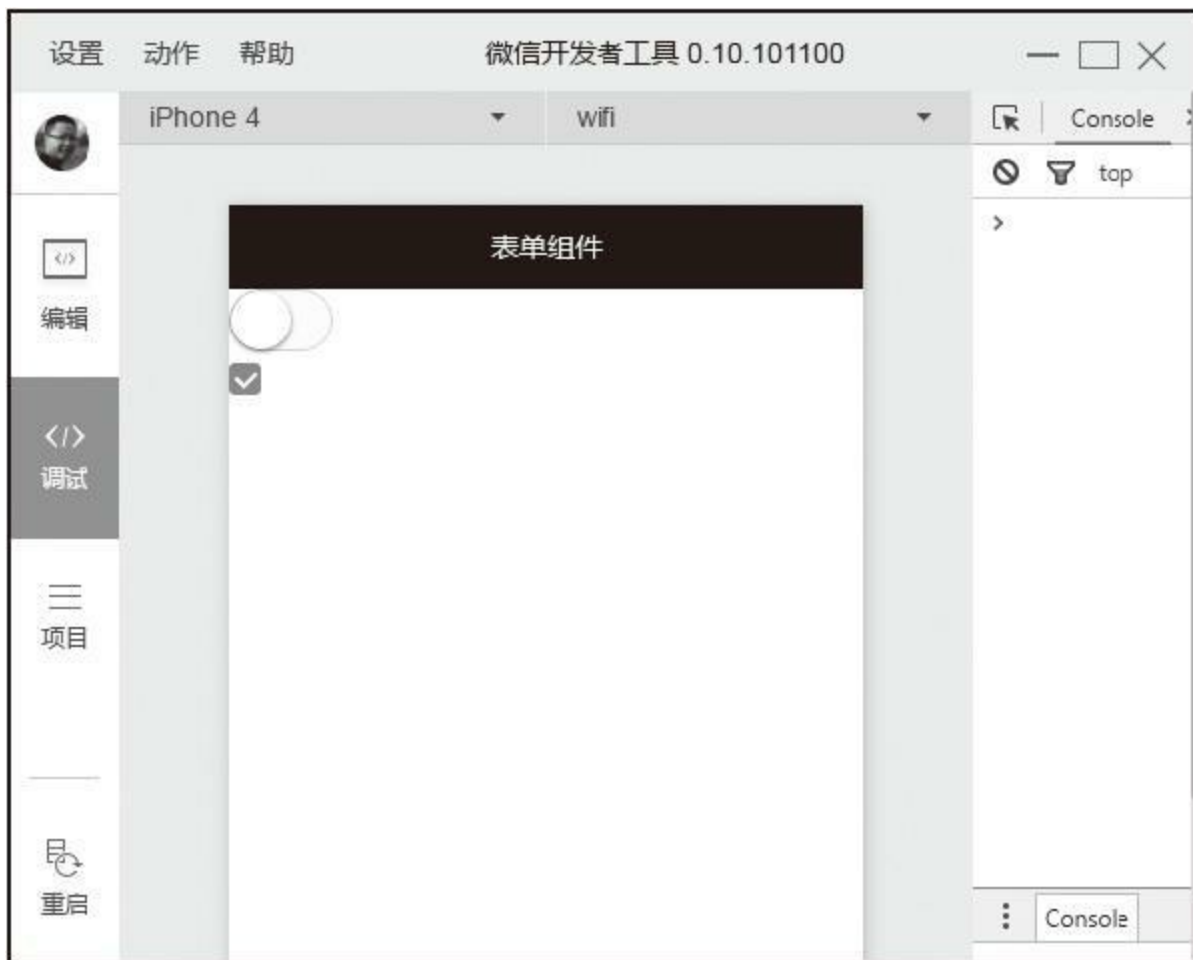 设置 动作 帮助 微信开发者工具 0.10.101100
iPhone 4 wifi Console
top
>
表单组件
</>
编辑
</>
调试
项目
重启
Console